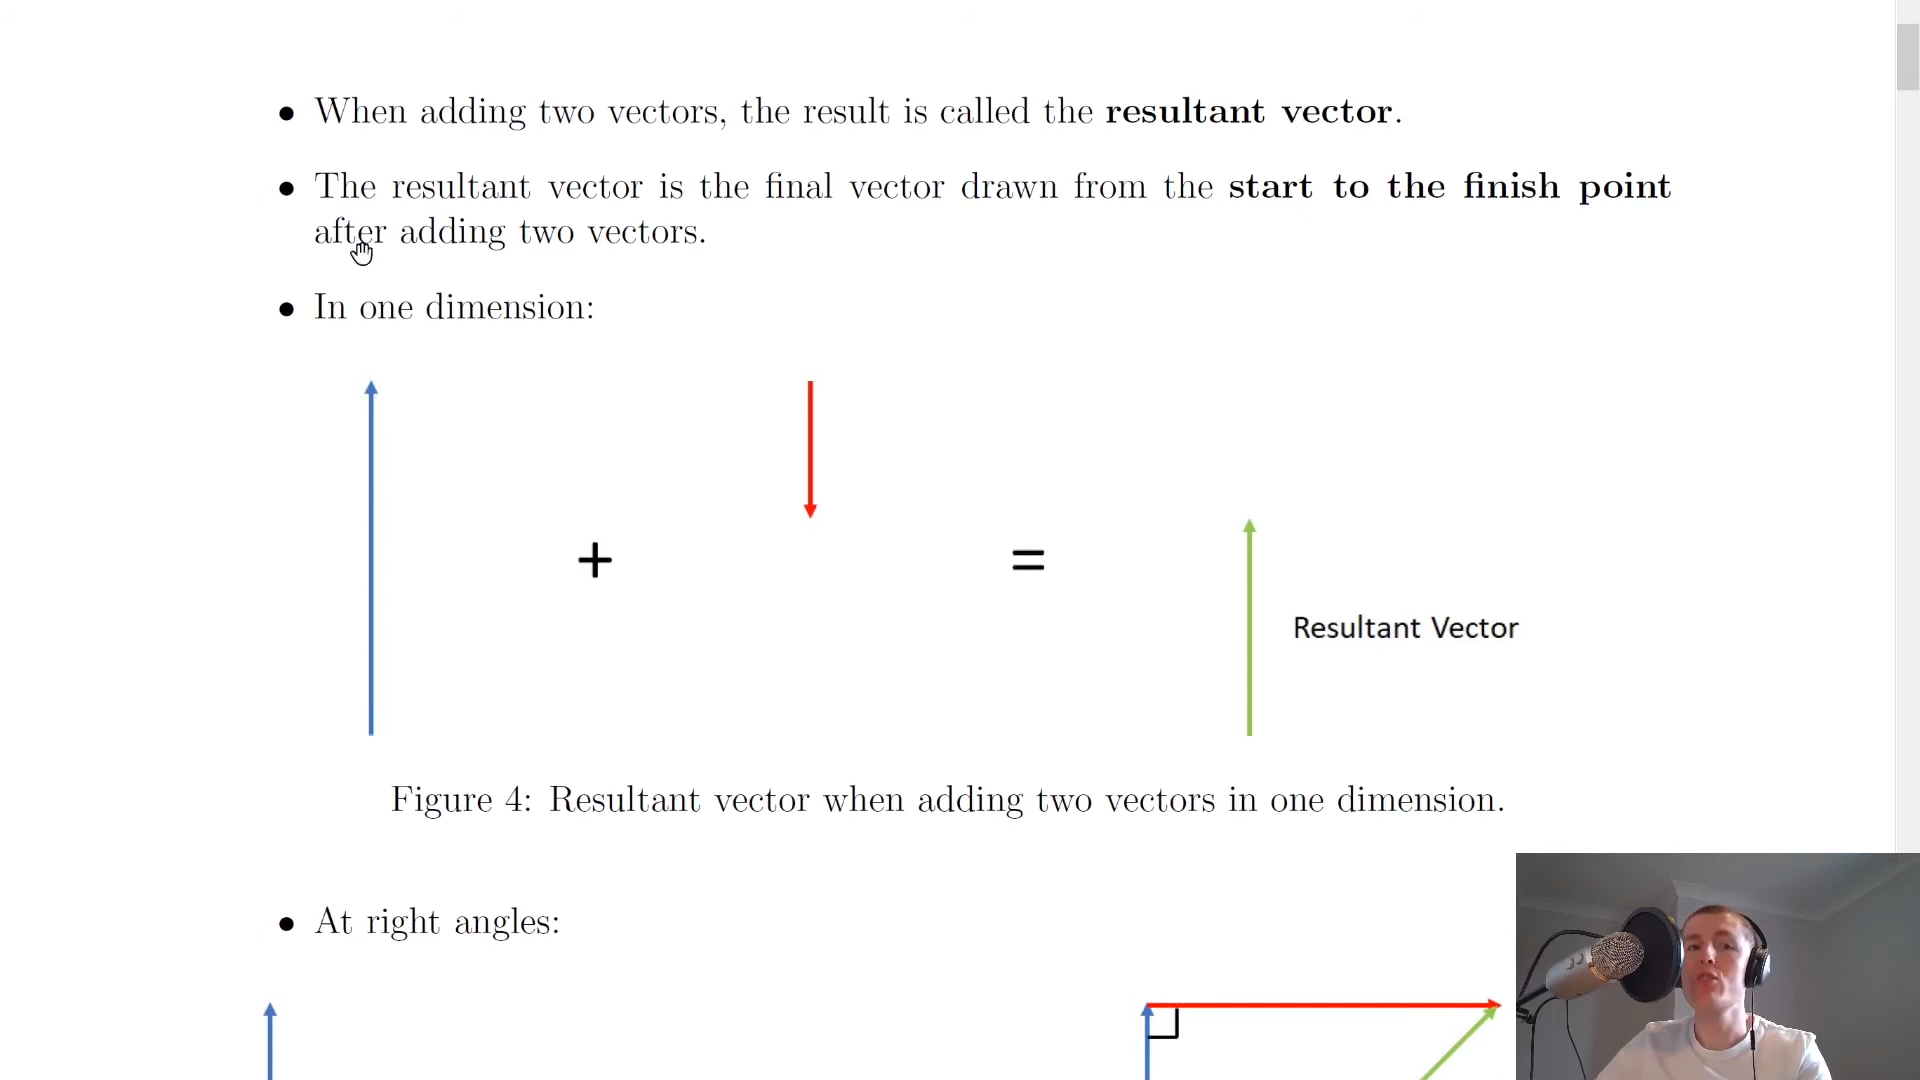 • When adding two vectors, the result is called the resultant vector.
• The resultant vector is the final vector drawn from the start to the finish point
after adding two vectors.
• In one dimension:
+
=
Resultant Vector
Figure 4: Resultant vector when adding two vectors in one dimension.
• At right angles: